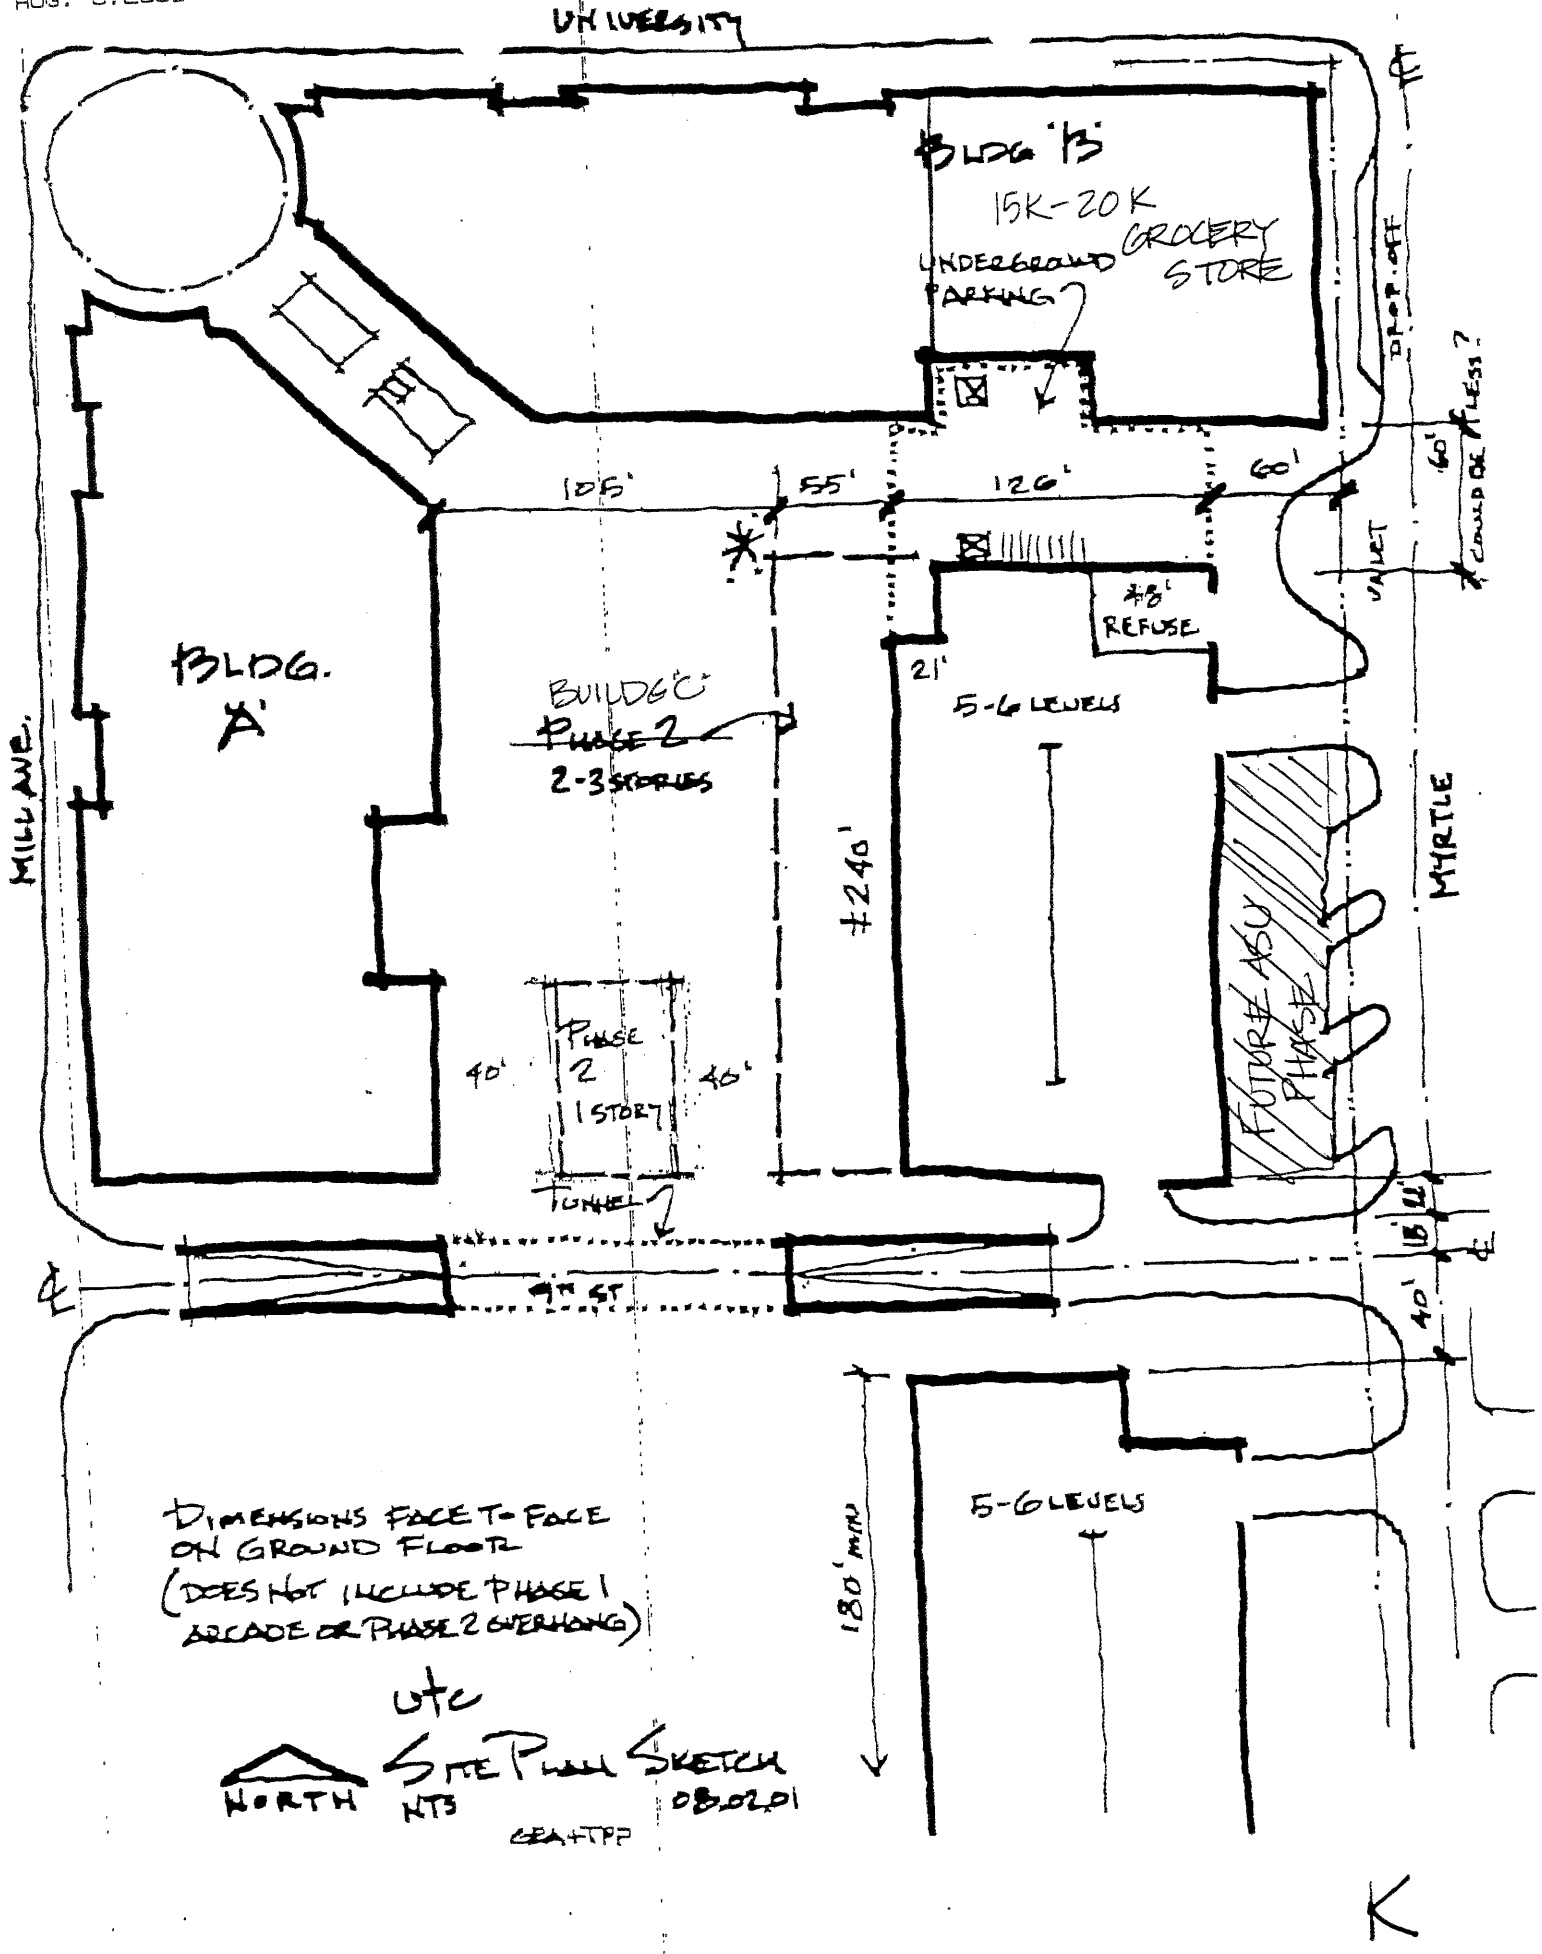 UNIVERSITY
℄
BLDG 'B'
15K-20K
GROCERY
STORE
UNDERGROUND
PARKING
DROP.OFF
60'
COULD BE LESS?
105'
55'
126'
60'
VALET
48'
REFUSE
21'
5-6 LEVELS
BLDG.
'A'
BUILDG 'C'
PHASE 2
2-3 STORIES
MILL AVE.
MYRTLE
±240'
FUTURE ASU
PHASE
40'
PHASE
2
1 STORY
40'
TUNNEL
11'
18'
℄
℄
9TH ST
40'
5-6 LEVELS
180' MIN
DIMENSIONS FACE T- FACE
ON GROUND FLOOR
(DOES NOT INCLUDE PHASE 1
ARCADE OR PHASE 2 OVERHANG)
utc
SITE PLAN SKETCH
NORTH
NTS
08.02.01
K